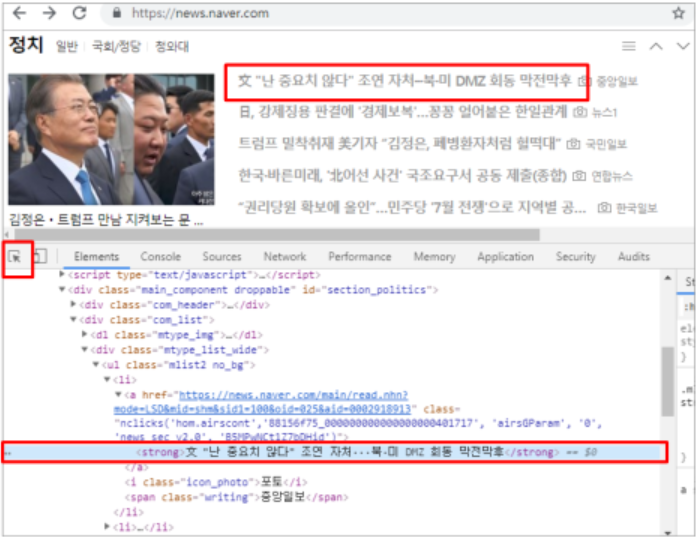 https://news.naver.com
정치 일반 국회/정당 청와대
文 "난 중요치 않다" 조연 자처…북·미 DMZ 회동 막전막후 중앙일보
日, 강제징용 판결에 '경제보복'…꽁꽁 얼어붙은 한일관계 뉴스1
트럼프 밀착취재 美기자 "김정은, 폐병환자처럼 헐떡대" 국민일보
한국·바른미래, '北어선 사건' 국조요구서 공동 제출(종합) 연합뉴스
"권리당원 확보에 올인"…민주당 '7월 전쟁'으로 지역별 공... 한국일보
김정은·트럼프 만남 지켜보는 문 ...
Elements Console Sources Network Performance Memory Application Security Audits
▶<script type="text/javascript">…</script>
▼<div class="main_component droppable" id="section_politics">
▶<div class="com_header">…</div>
▼<div class="com_list">
▶<dl class="mtype_img">…</dl>
▼<div class="mtype_list_wide">
▼<ul class="mlist2 no_bg">
▼<li>
▼<a href="https://news.naver.com/main/read.nhn?
mode=LSD&mid=shm&sid1=100&oid=025&aid=0002918913" class=
"nclicks('hom.airscont', 'airsGParam', '0',
'news_sec_v2.0',
<strong>文 "난 중요치 않다" 조연 자처···북·미 DMZ 회동 막전막후</strong> == $0
</a>
<i class="icon_photo">포토</i>
<span class="writing">중앙일보</span>
</li>
▶<li>…</li>